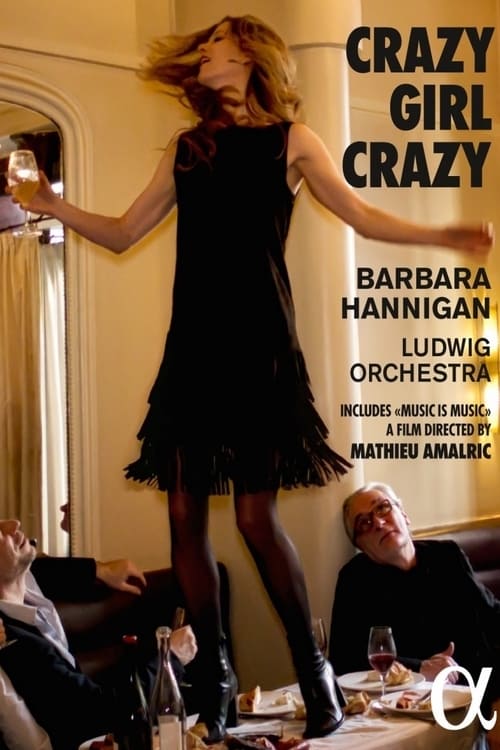 CRAZY
GIRL
CRAZY
BARBARA
HANNIGAN
LUDWIG
ORCHESTRA
INCLUDES «MUSIC IS MUSIC»
A FILM DIRECTED BY
MATHIEU AMALRIC
α